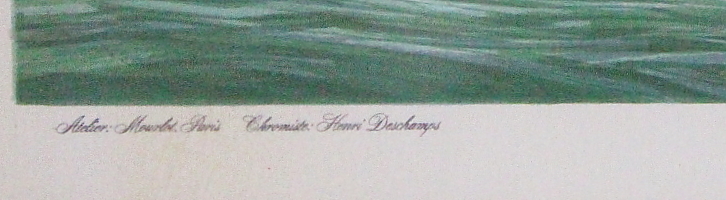 Atelier: Mourlot. Paris Chromiste: Henri Deschamps